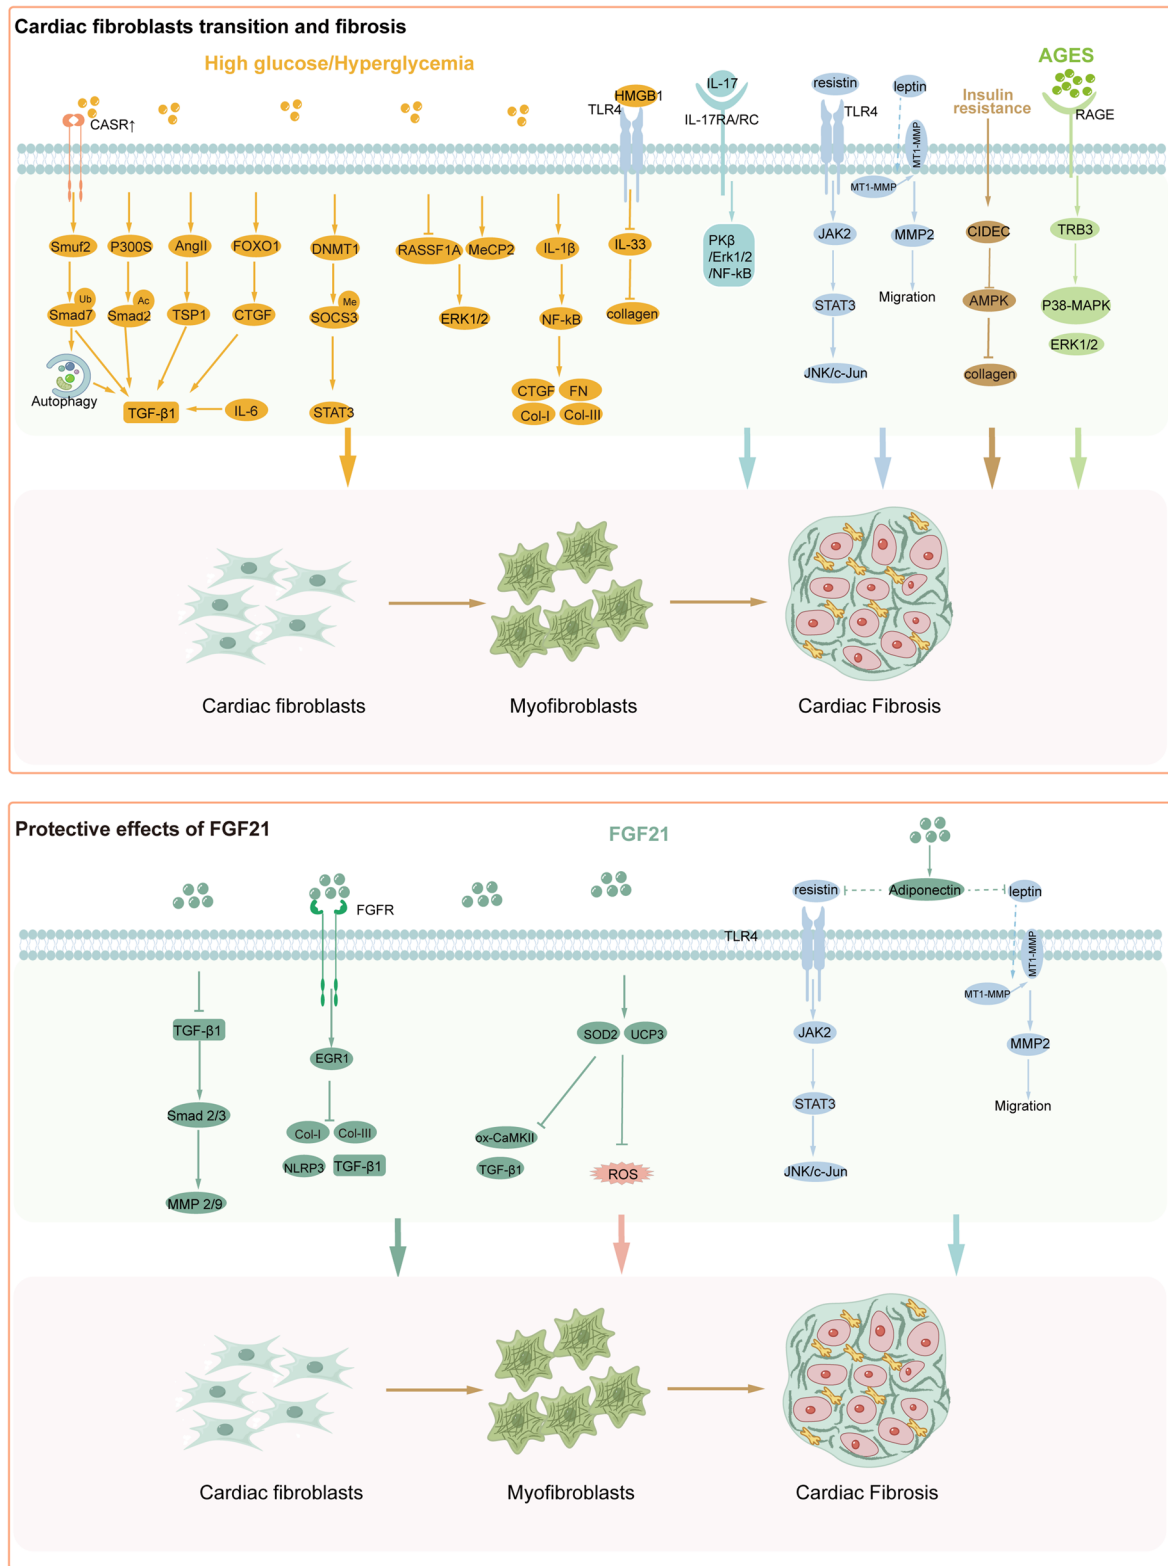 Cardiac fibroblasts transition and fibrosis
High glucose/Hyperglycemia
AGES
CASR↑
HMGB1
TLR4
IL-17
IL-17RA/RC
resistin
TLR4
leptin
MT1-MMP
MT1-MMP
Insulin
resistance
RAGE
Smuf2
P300S
AngII
FOXO1
DNMT1
RASSF1A
MeCP2
IL-1β
IL-33
PKβ
/Erk1/2
/NF-kB
JAK2
MMP2
CIDEC
TRB3
Ub
Smad7
Ac
Smad2
TSP1
CTGF
Me
SOCS3
ERK1/2
NF-kB
collagen
STAT3
Migration
AMPK
P38-MAPK
ERK1/2
Autophagy
TGF-β1
IL-6
STAT3
CTGF
FN
Col-I
Col-III
JNK/c-Jun
collagen
Cardiac fibroblasts
Myofibroblasts
Cardiac Fibrosis
Protective effects of FGF21
FGF21
FGFR
resistin
Adiponectin
leptin
TLR4
MT1-MMP
MT1-MMP
TGF-β1
EGR1
SOD2
UCP3
JAK2
MMP2
Smad 2/3
Col-I
Col-III
NLRP3
TGF-β1
ox-CaMKII
TGF-β1
ROS
STAT3
Migration
MMP 2/9
JNK/c-Jun
Cardiac fibroblasts
Myofibroblasts
Cardiac Fibrosis